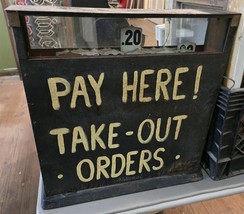 20
PAY HERE!
TAKE-OUT
· ORDERS ·